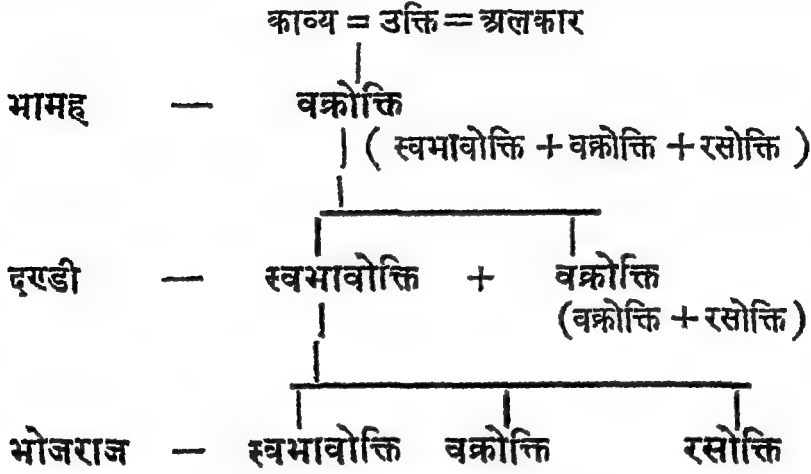 काव्य = उक्ति = अलकार
भामह — वक्रोक्ति
( स्वभावोक्ति + वक्रोक्ति + रसोक्ति )
दण्डी — स्वभावोक्ति + वक्रोक्ति
(वक्रोक्ति + रसोक्ति)
भोजराज — स्वभावोक्ति वक्रोक्ति रसोक्ति